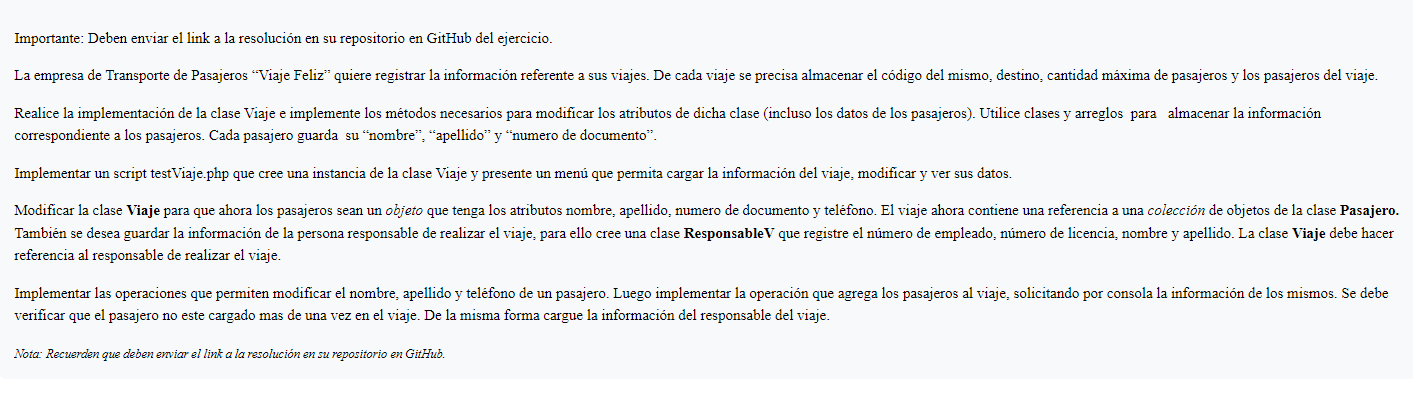 Importante: Deben enviar el link a la resolución en su repositorio en GitHub del ejercicio.
La empresa de Transporte de Pasajeros “Viaje Feliz” quiere registrar la información referente a sus viajes. De cada viaje se precisa almacenar el código del mismo, destino, cantidad máxima de pasajeros y los pasajeros del viaje.
Realice la implementación de la clase Viaje e implemente los métodos necesarios para modificar los atributos de dicha clase (incluso los datos de los pasajeros). Utilice clases y arreglos para almacenar la información
correspondiente a los pasajeros. Cada pasajero guarda su “nombre”, “apellido” y “numero de documento”.
Implementar un script testViaje.php que cree una instancia de la clase Viaje y presente un menú que permita cargar la información del viaje, modificar y ver sus datos.
Modificar la clase Viaje para que ahora los pasajeros sean un objeto que tenga los atributos nombre, apellido, numero de documento y teléfono. El viaje ahora contiene una referencia a una colección de objetos de la clase Pasajero.
También se desea guardar la información de la persona responsable de realizar el viaje, para ello cree una clase ResponsableV que registre el número de empleado, número de licencia, nombre y apellido. La clase Viaje debe hacer
referencia al responsable de realizar el viaje.
Implementar las operaciones que permiten modificar el nombre, apellido y teléfono de un pasajero. Luego implementar la operación que agrega los pasajeros al viaje, solicitando por consola la información de los mismos. Se debe
verificar que el pasajero no este cargado mas de una vez en el viaje. De la misma forma cargue la información del responsable del viaje.
Nota: Recuerden que deben enviar el link a la resolución en su repositorio en GitHub.